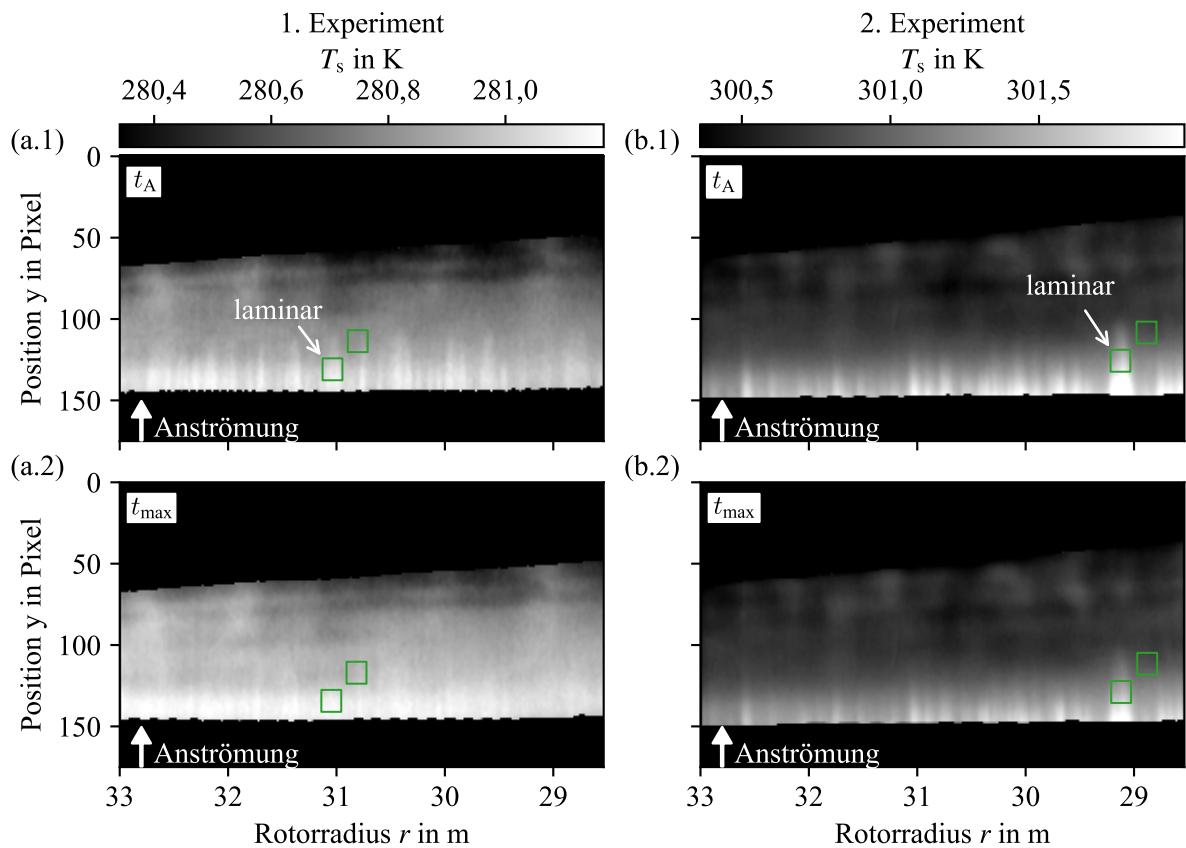 1. Experiment
T_s in K
280,4 280,6 280,8 281,0
2. Experiment
T_s in K
300,5 301,0 301,5
(a.1)
t_A
laminar
Anströmung
0
50
100
150
Position y in Pixel
(b.1)
t_A
laminar
Anströmung
(a.2)
t_max
Anströmung
0
50
100
150
Position y in Pixel
33 32 31 30 29
Rotorradius r in m
(b.2)
t_max
Anströmung
33 32 31 30 29
Rotorradius r in m